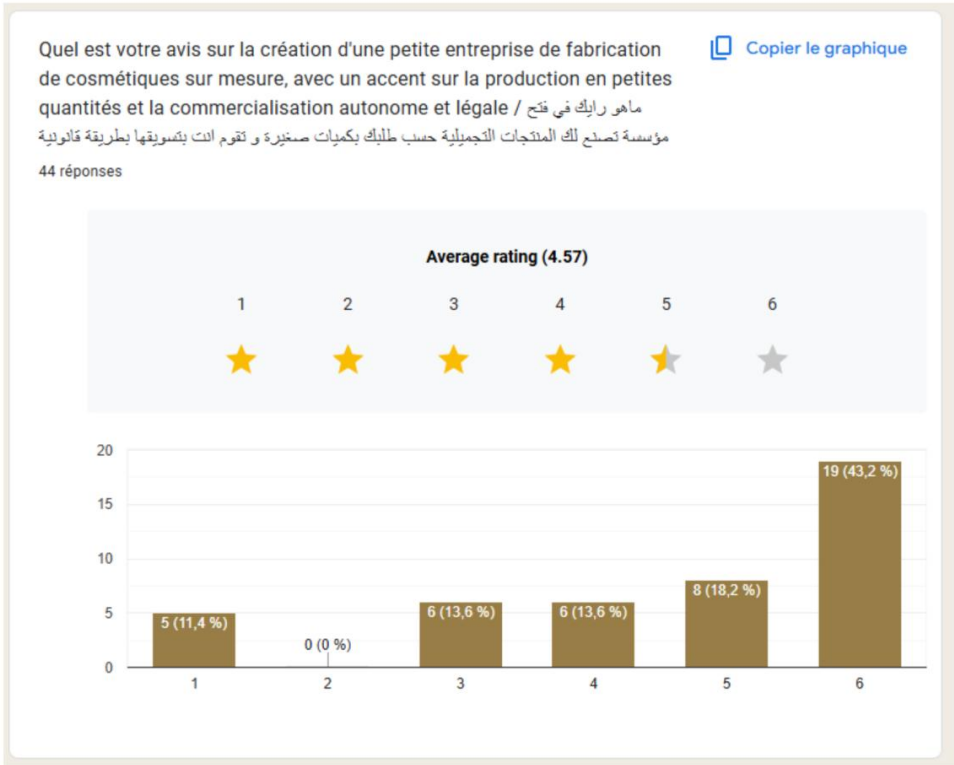 Quel est votre avis sur la création d'une petite entreprise de fabrication
de cosmétiques sur mesure, avec un accent sur la production en petites
quantités et la commercialisation autonome et légale / ماهو رايك في فتح
مؤسسة تصنع لك المنتجات التجميلية حسب طلبك بكميات صغيرة و تقوم انت بتسويقها بطريقة قانونية
Copier le graphique
44 réponses
Average rating (4.57)
1 2 3 4 5 6
20
15
10
5
0
5 (11,4 %)
0 (0 %)
6 (13,6 %)
6 (13,6 %)
8 (18,2 %)
19 (43,2 %)
1 2 3 4 5 6